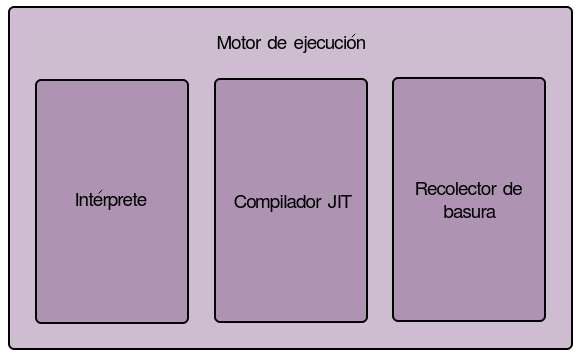 Motor de ejecución
Intérprete
Compilador JIT
Recolector de
basura